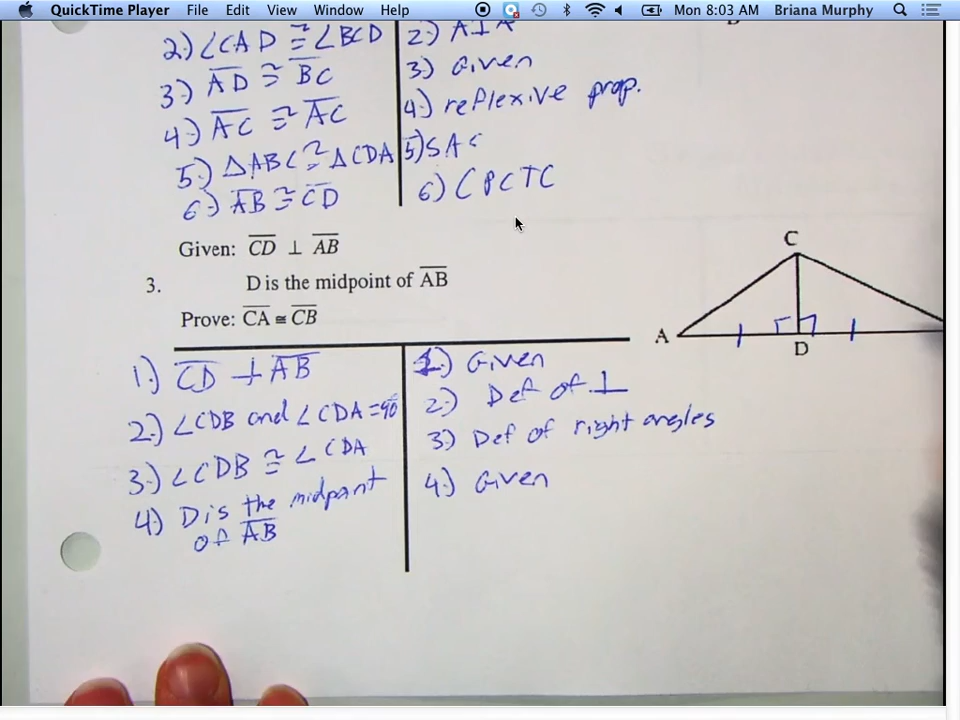 QuickTime Player File Edit View Window Help Mon 8:03 AM Briana Murphy
2.) ∠CAD ≅ ∠BCD 2.) AIA
3.) AD ≅ BC 3.) Given
4.) AC ≅ AC 4.) reflexive prop.
5.) △ABC ≅ △CDA 5.) SAS
6.) AB ≅ CD 6.) CPCTC
Given: CD ⊥ AB
3. D is the midpoint of AB
Prove: CA ≅ CB
C
A
D
1.) CD ⊥ AB 1.) Given
2.) ∠CDB and ∠CDA = 90 2.) Def of ⊥
3.) ∠CDB ≅ ∠CDA 3.) Def of right angles
4.) D is the midpoint 4.) Given
of AB